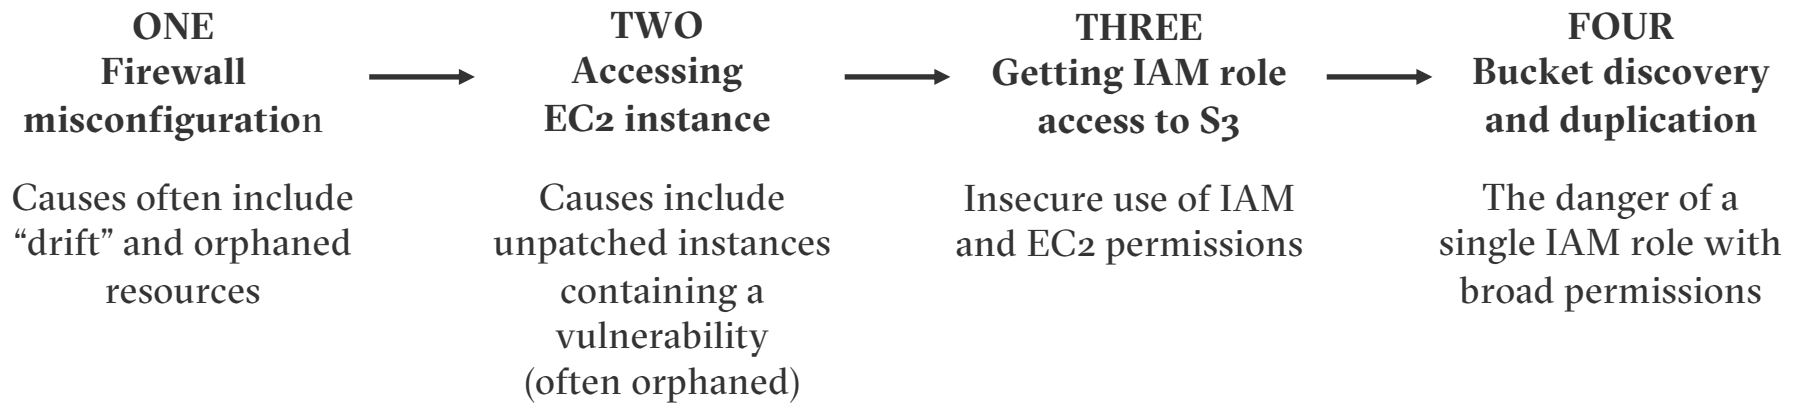 ONE
Firewall
misconfiguration
Causes often include
“drift” and orphaned
resources
TWO
Accessing
EC2 instance
Causes include
unpatched instances
containing a
vulnerability
(often orphaned)
THREE
Getting IAM role
access to S3
Insecure use of IAM
and EC2 permissions
FOUR
Bucket discovery
and duplication
The danger of a
single IAM role with
broad permissions